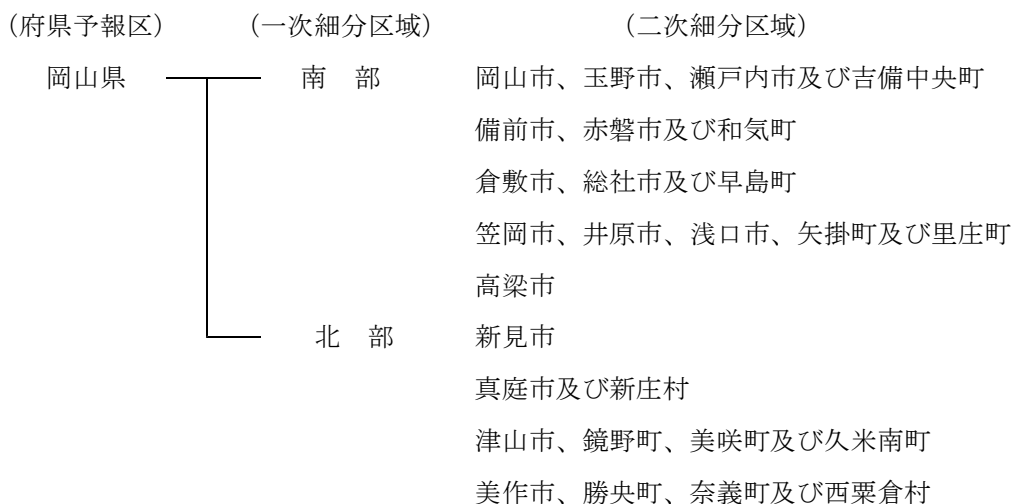 (府県予報区) (一次細分区域) (二次細分区域)
岡山県 南 部 岡山市、玉野市、瀬戸内市及び吉備中央町
備前市、赤磐市及び和気町
倉敷市、総社市及び早島町
笠岡市、井原市、浅口市、矢掛町及び里庄町
高梁市
北 部 新見市
真庭市及び新庄村
津山市、鏡野町、美咲町及び久米南町
美作市、勝央町、奈義町及び西粟倉村